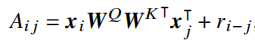 A_{ij} = x_i W^Q W^{K⊤} x_j^⊤ + r_{i−j},